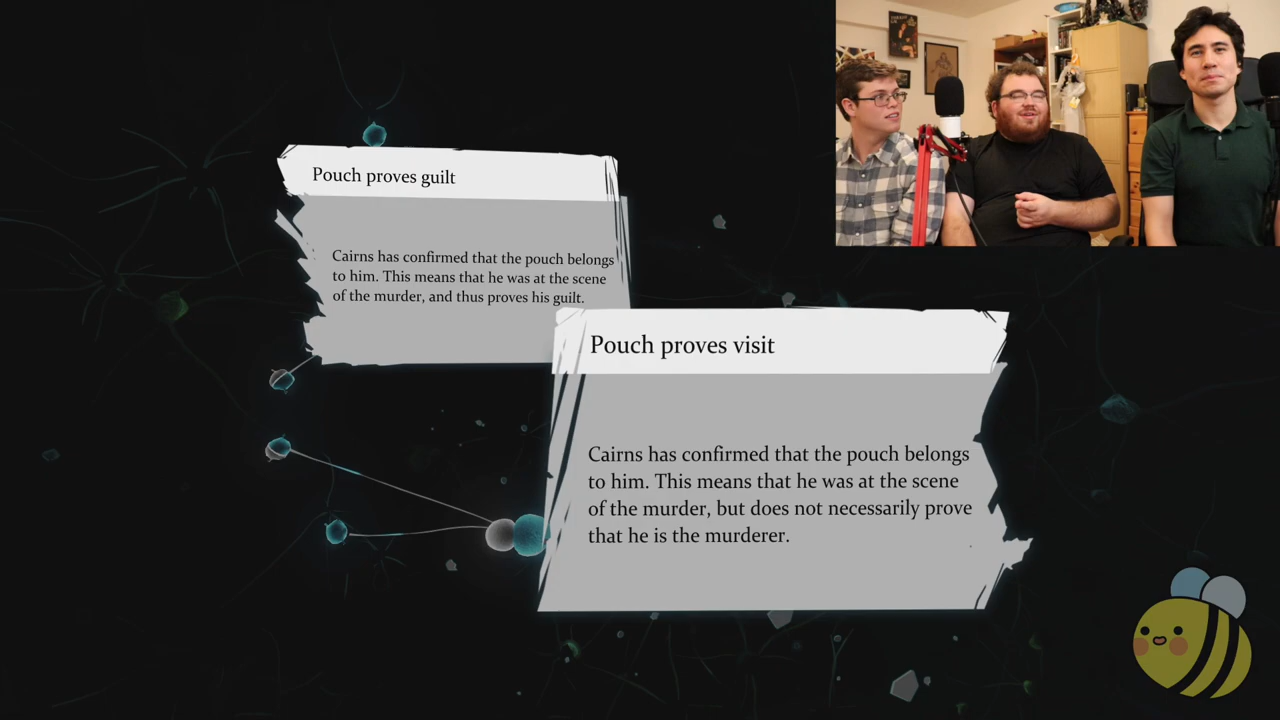 Pouch proves guilt
Cairns has confirmed that the pouch belongs
to him. This means that he was at the scene
of the murder, and thus proves his guilt.
Pouch proves visit
Cairns has confirmed that the pouch belongs
to him. This means that he was at the scene
of the murder, but does not necessarily prove
that he is the murderer.